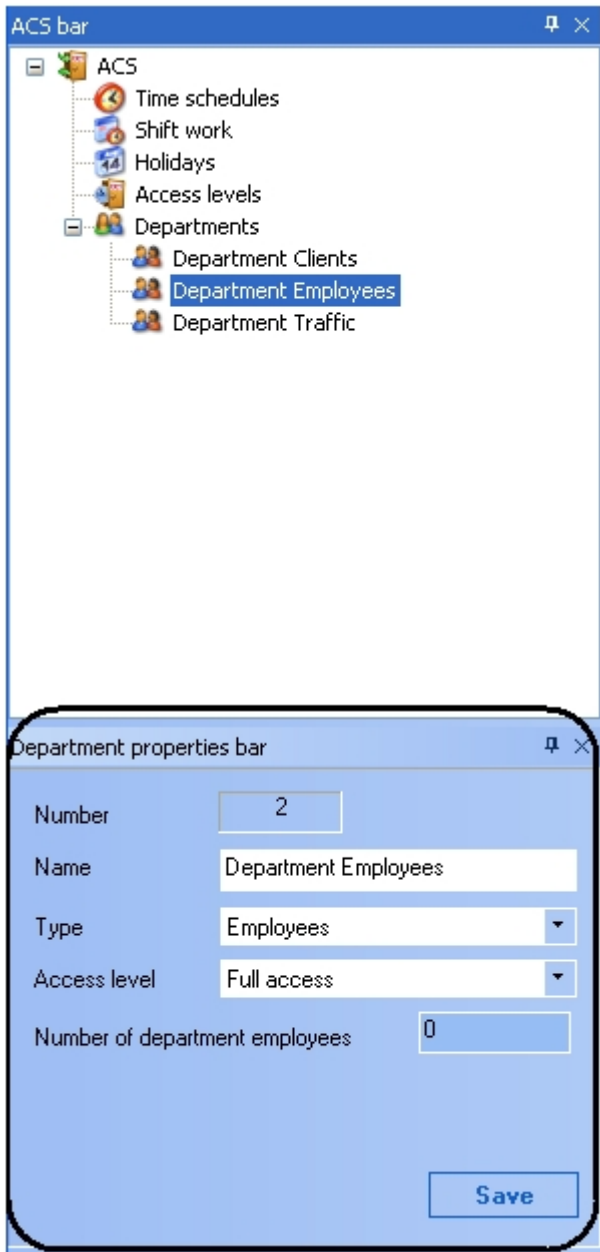 ACS bar
ACS
Time schedules
Shift work
44
Holidays
Access levels
Departments
Department Clients
Department Employees
Department Traffic
Department properties bar
Number 2
Name Department Employees
Type Employees
Access level Full access
Number of department employees 0
Save